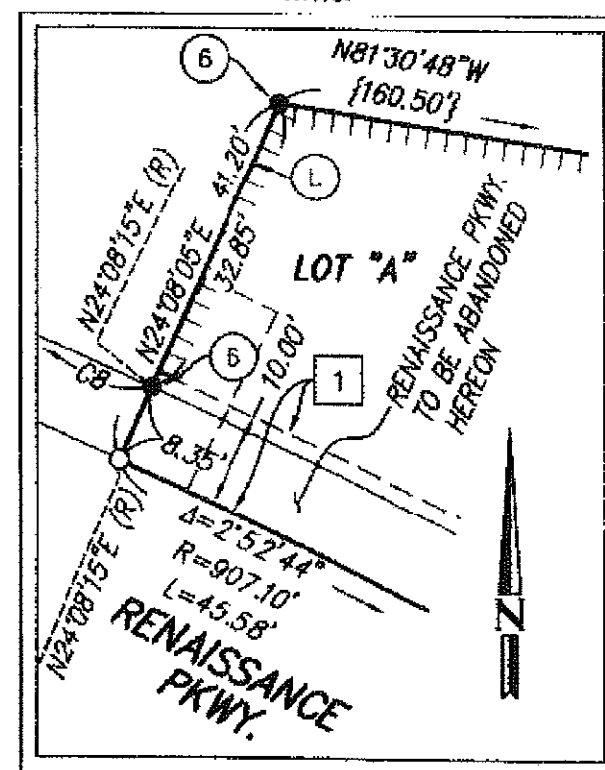 6
N81°30'48"W
{160.50'}
41.20'
L
N24°08'15"E (R)
N24°08'05"E
32.85'
LOT "A"
RENAISSANCE PKWY.
TO BE ABANDONED
HEREON
10.00'
C8
6
1
8.35'
Δ=2°52'44"
R=907.10'
L=45.58'
N24°08'15"E (R)
RENAISSANCE
PKWY.
N